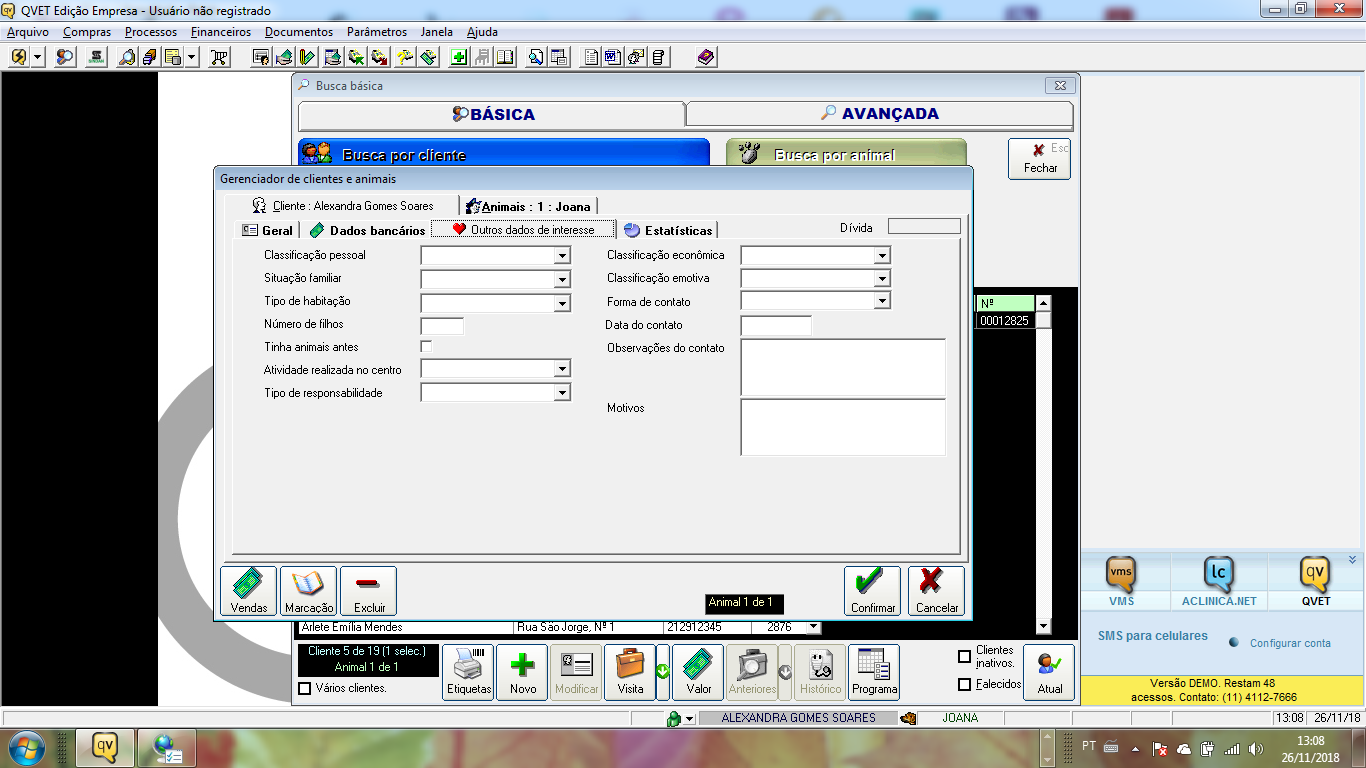 QVET Edição Empresa - Usuário não registrado
Arquivo Compras Processos Financeiros Documentos Parâmetros Janela Ajuda
Busca básica
BÁSICA AVANÇADA
Busca por cliente Busca por animal
Esc
Fechar
Gerenciador de clientes e animais
Cliente : Alexandra Gomes Soares Animais : 1 : Joana
Geral Dados bancários Outros dados de interesse Estatísticas Dívida
Classificação pessoal Classificação econômica
Situação familiar Classificação emotiva
Tipo de habitação Forma de contato
Número de filhos Data do contato
Tinha animais antes Observações do contato
Atividade realizada no centro
Tipo de responsabilidade
Motivos
Nº
00012825
Vendas Marcação Excluir Animal 1 de 1 Confirmar Cancelar
Arlete Emília Mendes Rua São Jorge, Nº 1 212912345 2876
Cliente 5 de 19 (1 selec.)
Animal 1 de 1
Vários clientes.
Etiquetas Novo Modificar Visita Valor Anteriores Histórico Programa
Clientes inativos.
Falecidos
Atual
vms lc qv
VMS ACLINICA.NET QVET
SMS para celulares Configurar conta
Versão DEMO. Restam 48
acessos. Contato: (11) 4112-7666
ALEXANDRA GOMES SOARES JOANA 13:08 26/11/18
qv PT 13:08
26/11/2018